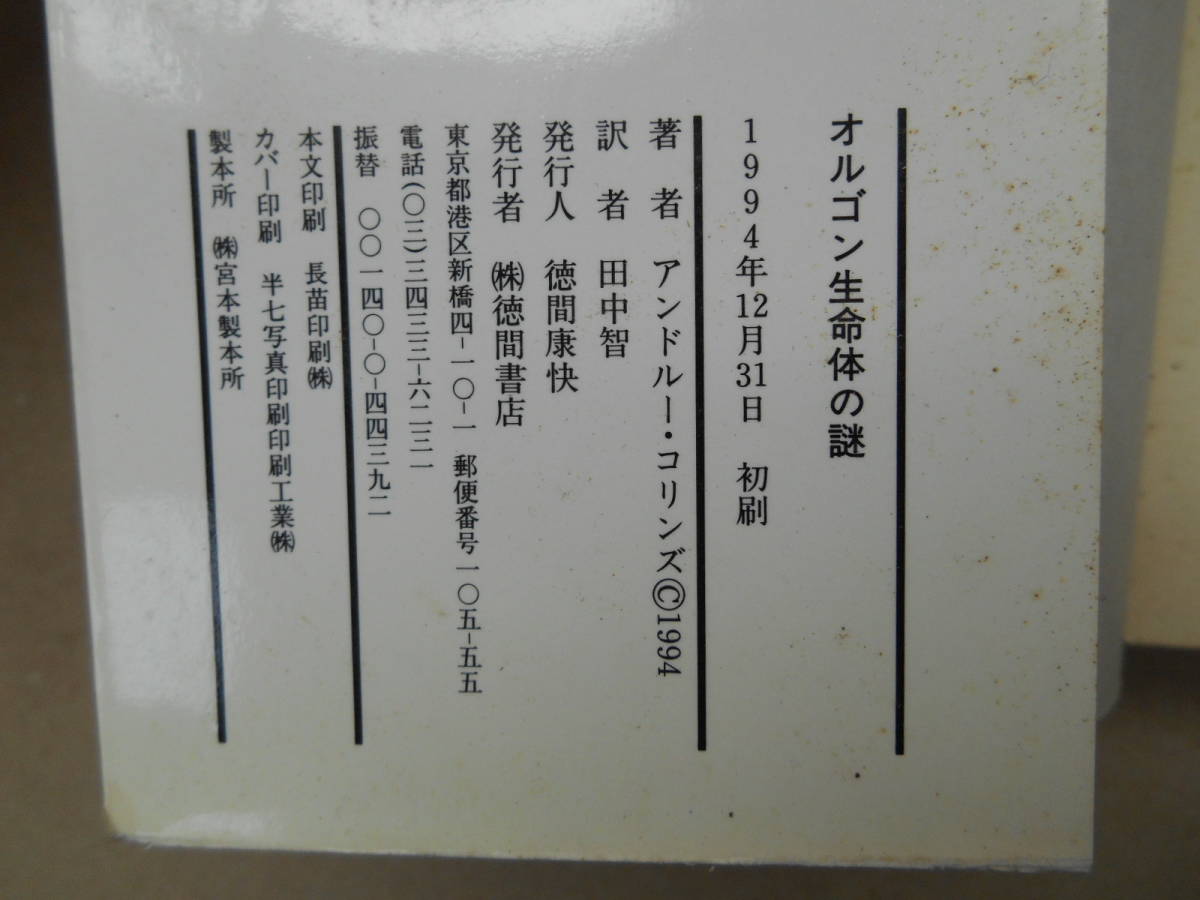 オルゴン生命体の謎
1994年12月31日 初刷
著者 アンドルー・コリンズ©1994
訳者 田中智
発行人 徳間康快
発行者 ㈱徳間書店
東京都港区新橋四-一〇-一 郵便番号一〇五-五五
電話(〇三)三四三三-六二三一
振替 〇〇一四〇-〇-四四三九二
本文印刷 長苗印刷㈱
カバー印刷 半七写真印刷印刷工業㈱
製本所 ㈱宮本製本所